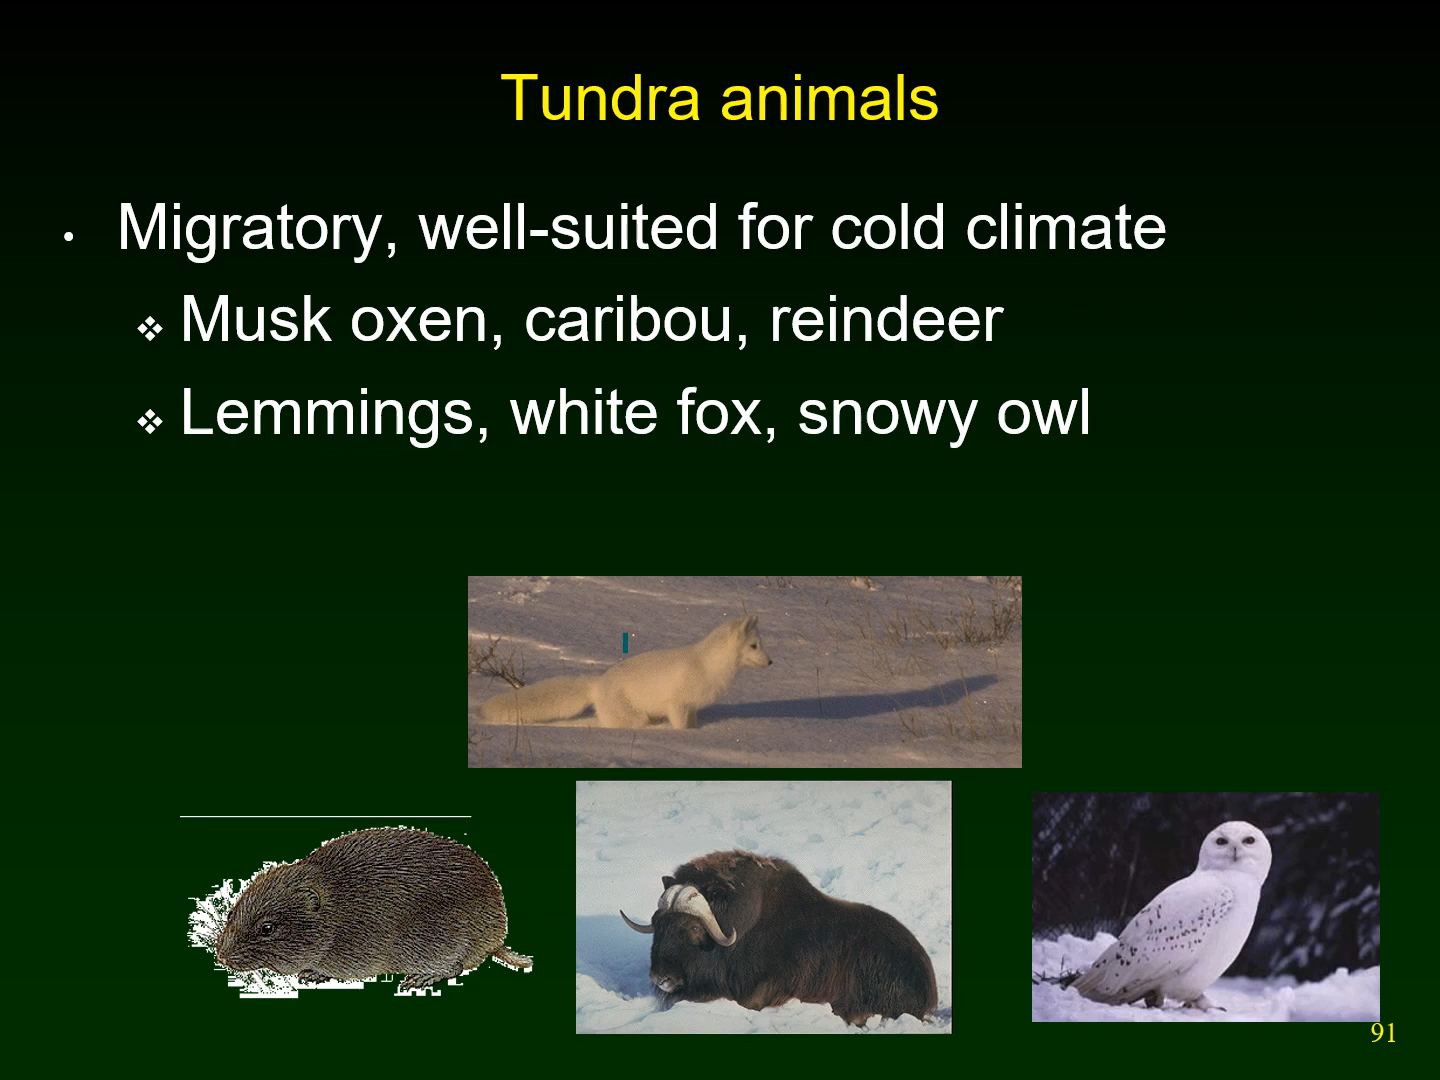 Tundra animals
• Migratory, well-suited for cold climate
❖ Musk oxen, caribou, reindeer
❖ Lemmings, white fox, snowy owl
91